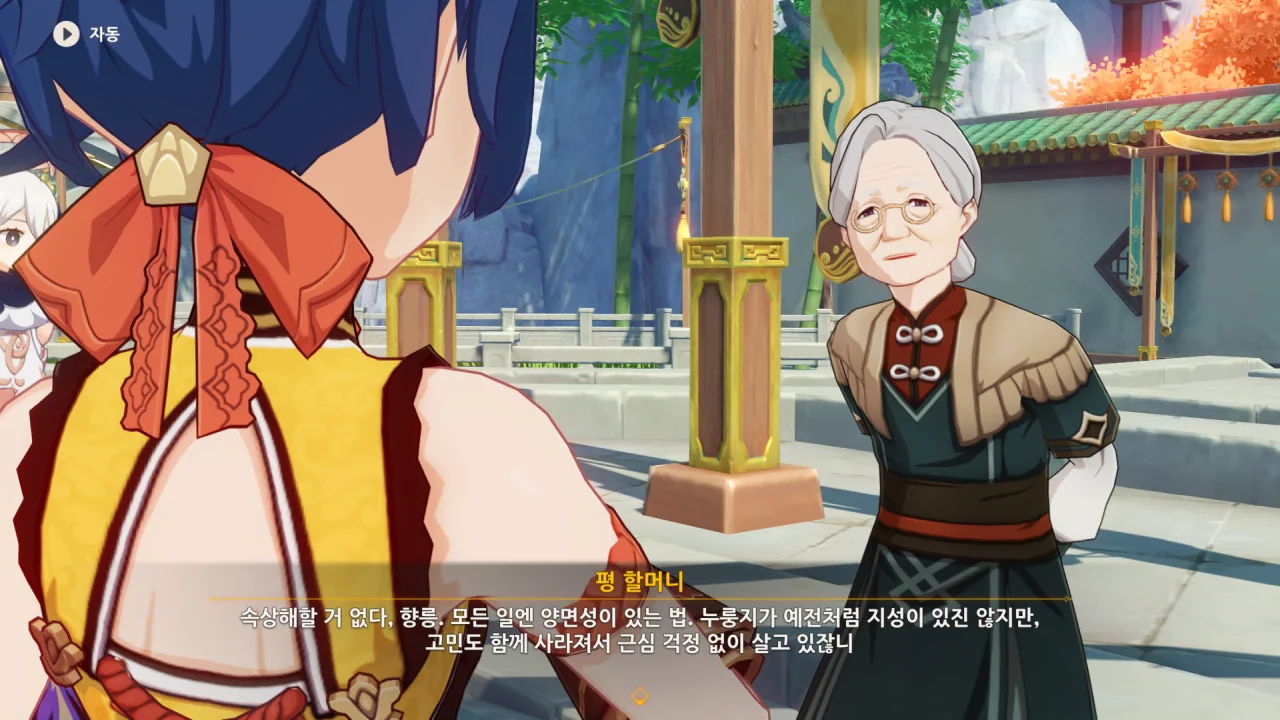 자동
평 할머니
속상해할 거 없다, 향릉. 모든 일엔 양면성이 있는 법. 누룽지가 예전처럼 지성이 있진 않지만,
고민도 함께 사라져서 근심 걱정 없이 살고 있잖니